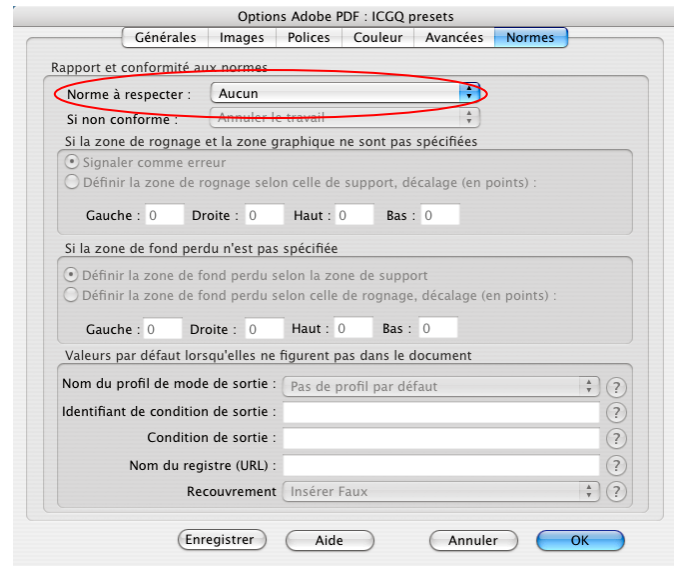 Options Adobe PDF : ICGQ presets
Générales Images Polices Couleur Avancées Normes
Rapport et conformité aux normes
Norme à respecter : Aucun
Si non conforme : Annuler le travail
Si la zone de rognage et la zone graphique ne sont pas spécifiées
Signaler comme erreur
Définir la zone de rognage selon celle de support, décalage (en points) :
Gauche : 0 Droite : 0 Haut : 0 Bas : 0
Si la zone de fond perdu n'est pas spécifiée
Définir la zone de fond perdu selon la zone de support
Définir la zone de fond perdu selon celle de rognage, décalage (en points) :
Gauche : 0 Droite : 0 Haut : 0 Bas : 0
Valeurs par défaut lorsqu'elles ne figurent pas dans le document
Nom du profil de mode de sortie : Pas de profil par défaut ?
Identifiant de condition de sortie : ?
Condition de sortie : ?
Nom du registre (URL) : ?
Recouvrement Insérer Faux ?
Enregistrer Aide Annuler OK